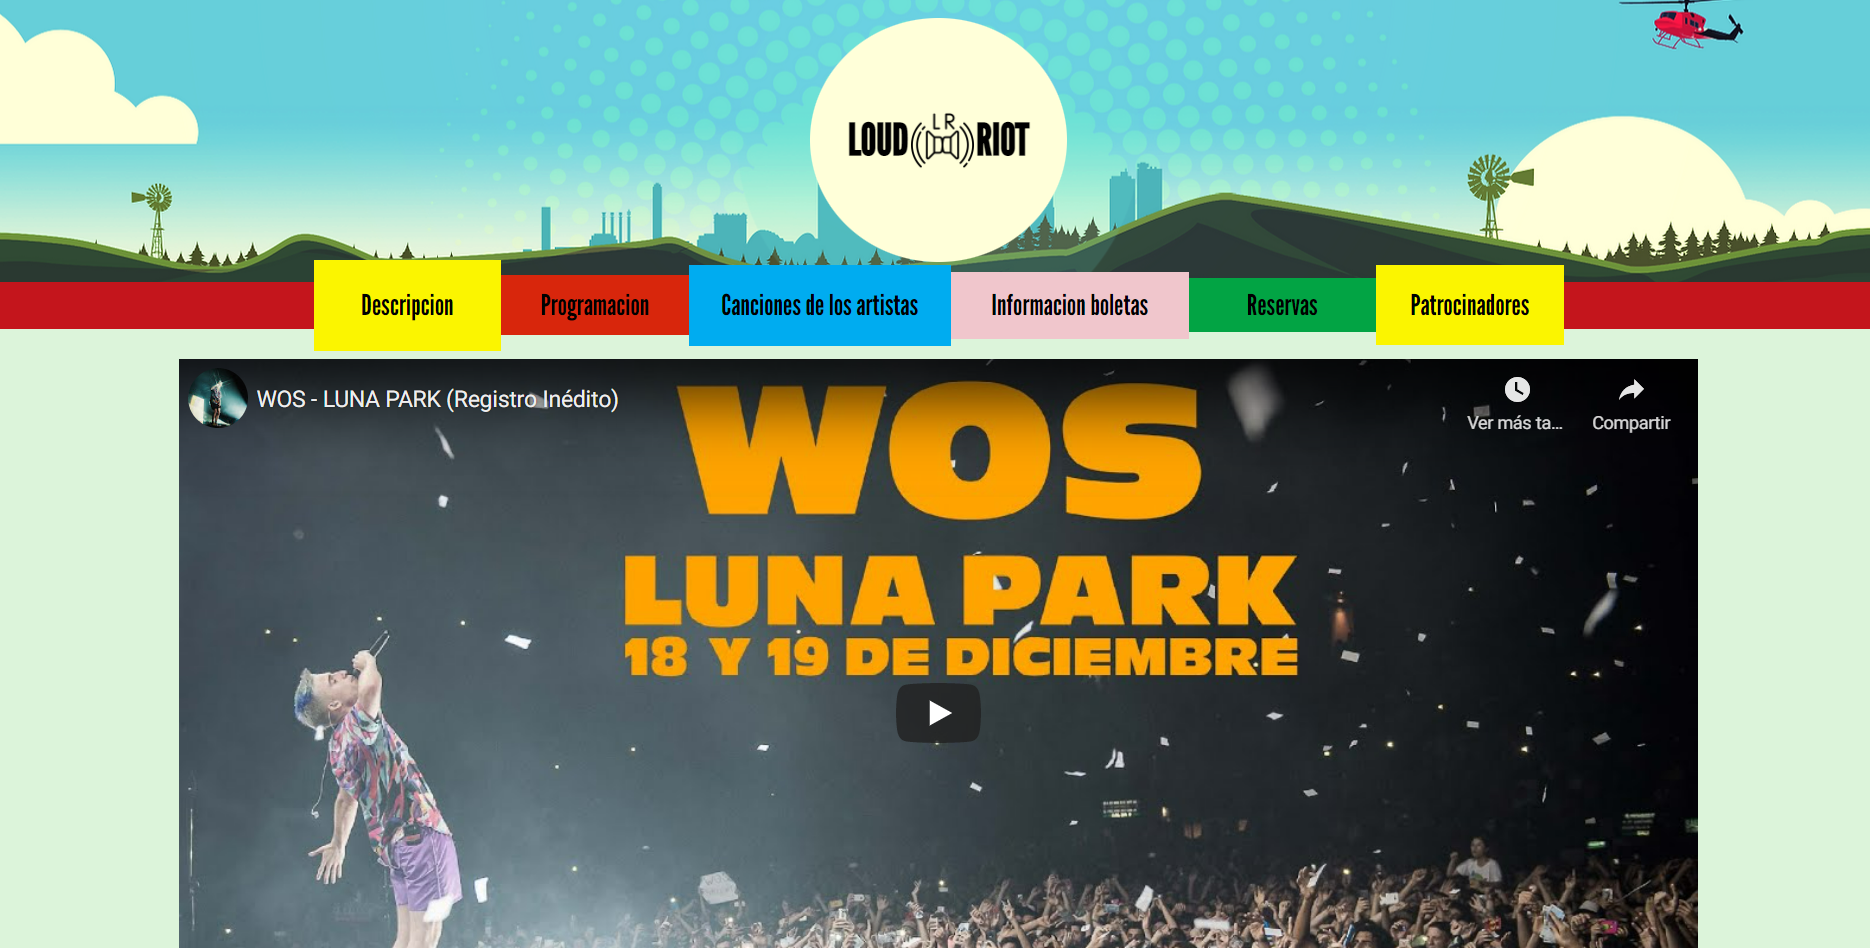 LR
LOUD RIOT
Descripcion
Programacion
Canciones de los artistas
Informacion boletas
Reservas
Patrocinadores
WOS - LUNA PARK (Registro Inédito)
Ver más ta...
Compartir
WOS
LUNA PARK
18 Y 19 DE DICIEMBRE